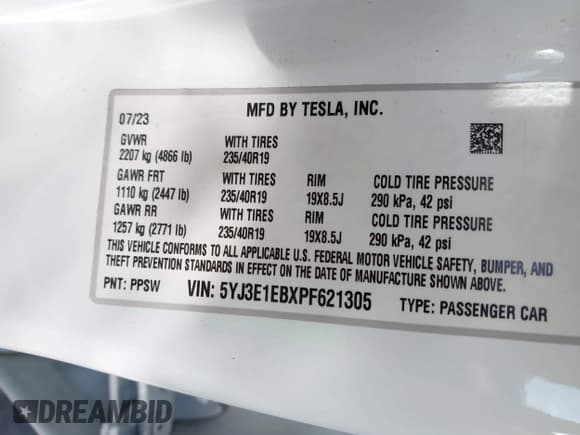 MFD BY TESLA, INC.
07/23
GVWR WITH TIRES
2207 kg (4866 lb) 235/40R19
GAWR FRT WITH TIRES RIM COLD TIRE PRESSURE
1110 kg (2447 lb) 235/40R19 19X8.5J 290 kPa, 42 psi
GAWR RR WITH TIRES RIM COLD TIRE PRESSURE
1257 kg (2771 lb) 235/40R19 19X8.5J 290 kPa, 42 psi
THIS VEHICLE CONFORMS TO ALL APPLICABLE U.S. FEDERAL MOTOR VEHICLE SAFETY, BUMPER, AND
THEFT PREVENTION STANDARDS IN EFFECT ON THE DATE OF MANUFACTURE SHOWN ABOVE.
PNT: PPSW VIN: 5YJ3E1EBXPF621305 TYPE: PASSENGER CAR
DREAMBID